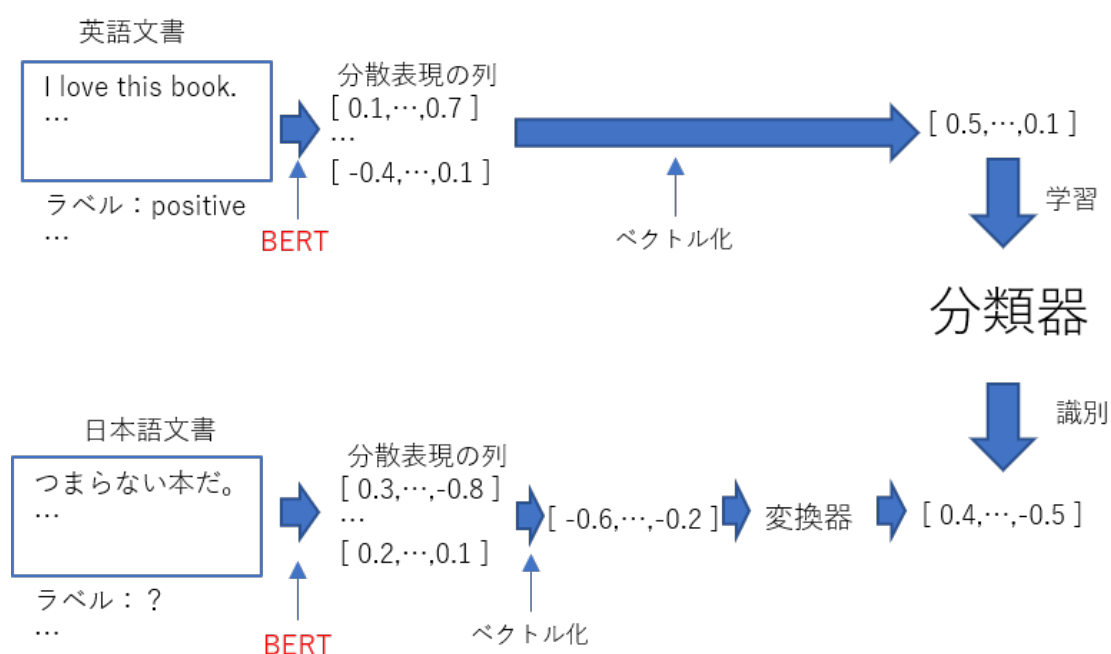 英語文書
I love this book.
…
ラベル：positive
…
分散表現の列
[ 0.1,…,0.7 ]
…
[ -0.4,…,0.1 ]
BERT
ベクトル化
[ 0.5,…,0.1 ]
学習
分類器
識別
日本語文書
つまらない本だ。
…
ラベル：？
…
分散表現の列
[ 0.3,…,-0.8 ]
…
[ 0.2,…,0.1 ]
BERT
ベクトル化
[ -0.6,…,-0.2 ]
変換器
[ 0.4,…,-0.5 ]